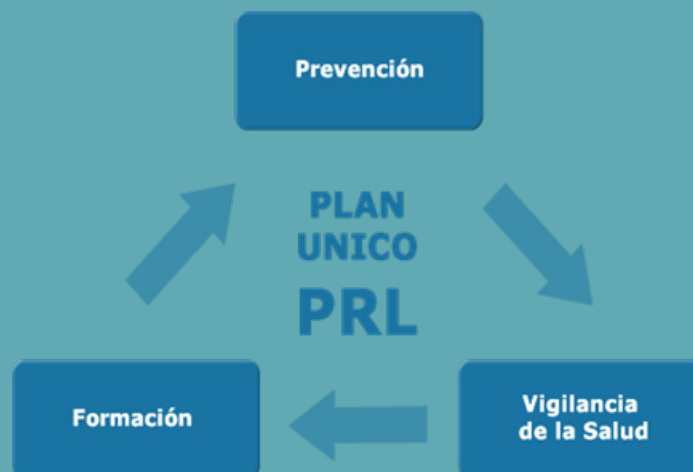 Prevención
PLAN
UNICO
PRL
Formación
Vigilancia
de la Salud